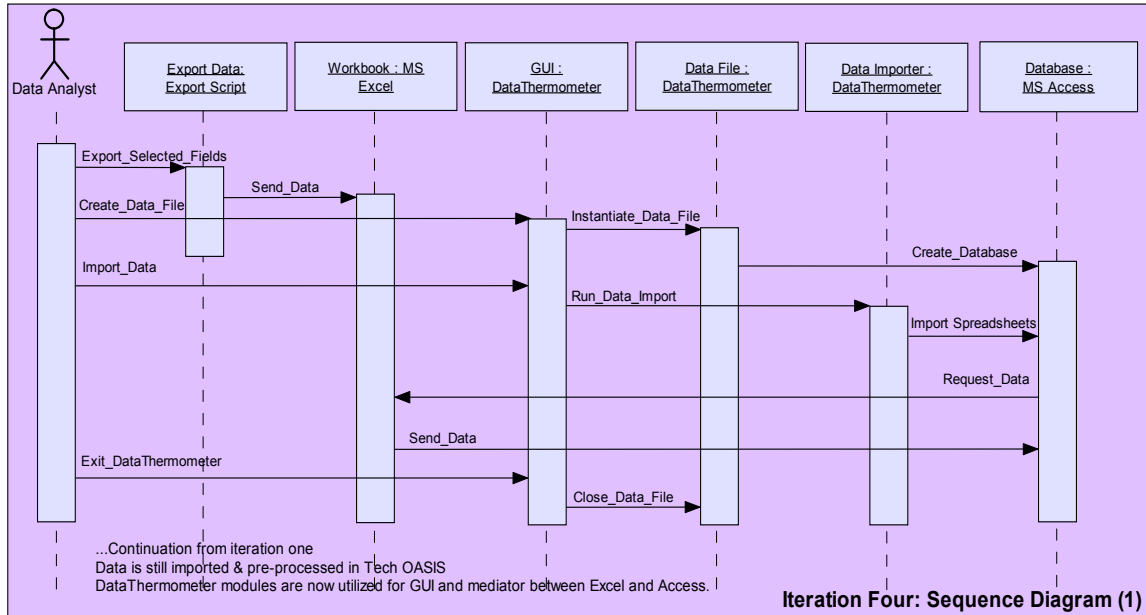 Data Analyst
Export Data:
Export Script
Workbook : MS
Excel
GUI :
DataThermometer
Data File :
DataThermometer
Data Importer :
DataThermometer
Database :
MS Access
Export_Selected_Fields
Send_Data
Create_Data_File
Instantiate_Data_File
Create_Database
Import_Data
Run_Data_Import
Import Spreadsheets
Request_Data
Send_Data
Exit_DataThermometer
Close_Data_File
...Continuation from iteration one
Data is still imported & pre-processed in Tech OASIS
DataThermometer modules are now utilized for GUI and mediator between Excel and Access.
Iteration Four: Sequence Diagram (1)